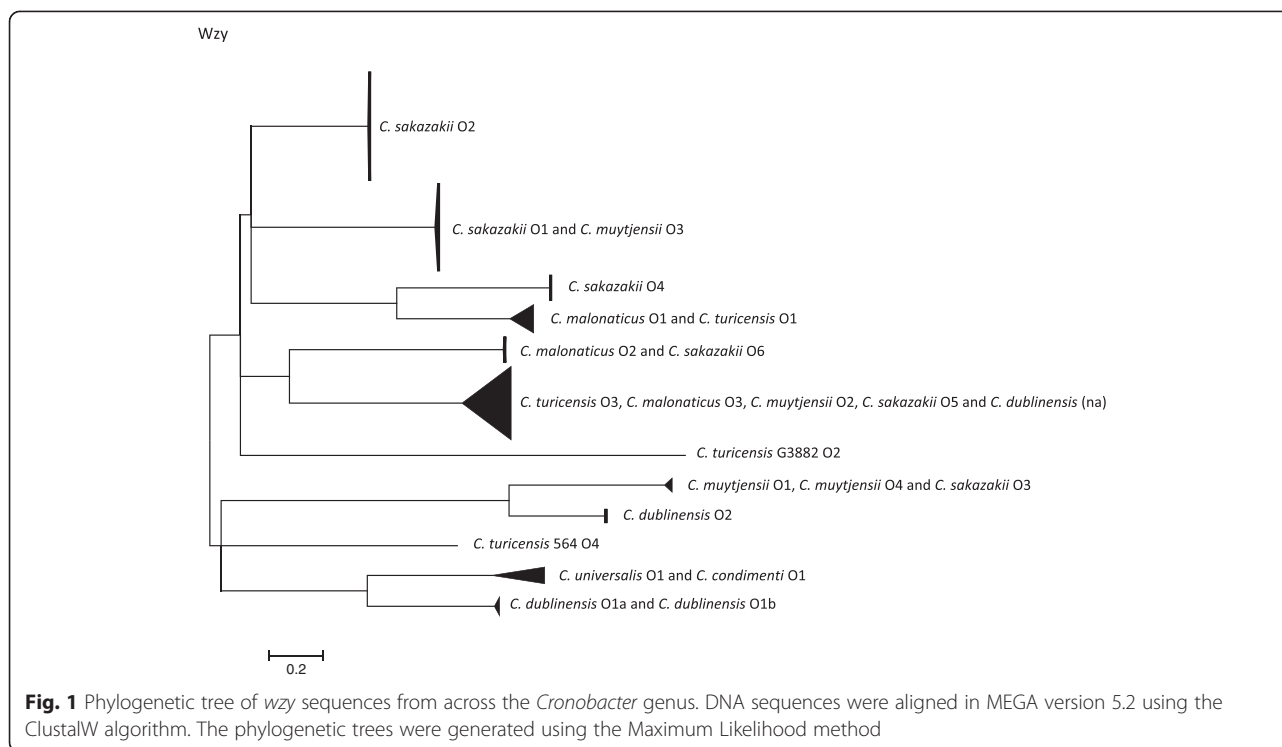 Wzy
C. sakazakii O2
C. sakazakii O1 and C. muytjensii O3
C. sakazakii O4
C. malonaticus O1 and C. turicensis O1
C. malonaticus O2 and C. sakazakii O6
C. turicensis O3, C. malonaticus O3, C. muytjensii O2, C. sakazakii O5 and C. dublinensis (na)
C. turicensis G3882 O2
C. muytjensii O1, C. muytjensii O4 and C. sakazakii O3
C. dublinensis O2
C. turicensis 564 O4
C. universalis O1 and C. condimenti O1
C. dublinensis O1a and C. dublinensis O1b
0.2
Fig. 1 Phylogenetic tree of wzy sequences from across the Cronobacter genus. DNA sequences were aligned in MEGA version 5.2 using the
ClustalW algorithm. The phylogenetic trees were generated using the Maximum Likelihood method